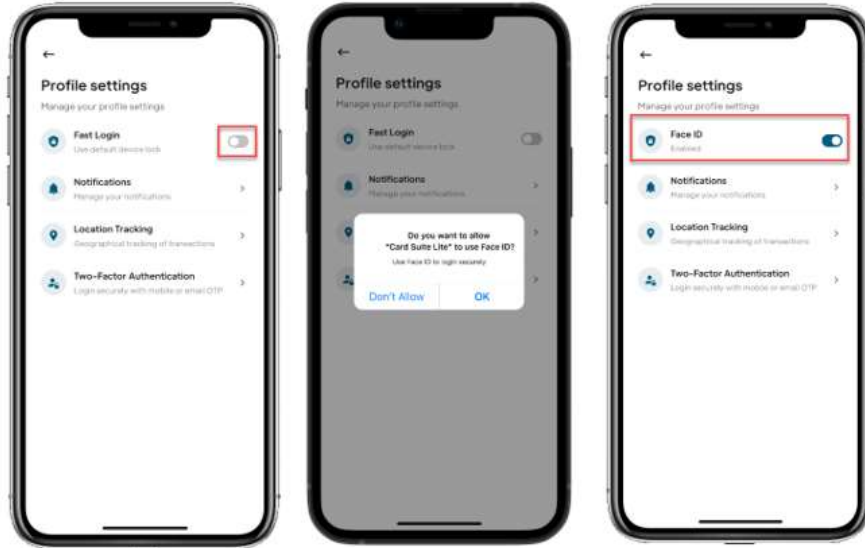 Profile settings
Manage your profile settings
Fast Login
Use default device lock
Notifications
Manage your notifications
Location Tracking
Geographical tracking of transactions
Two-Factor Authentication
Login securely with mobile or email OTP
Profile settings
Manage your profile settings
Fast Login
Use default device lock
Notifications
Manage your notifications
Do you want to allow
"Card Suite Lite" to use Face ID?
Use Face ID to login securely
Don't Allow
OK
Profile settings
Manage your profile settings
Face ID
Enabled
Notifications
Manage your notifications
Location Tracking
Geographical tracking of transactions
Two-Factor Authentication
Login securely with mobile or email OTP